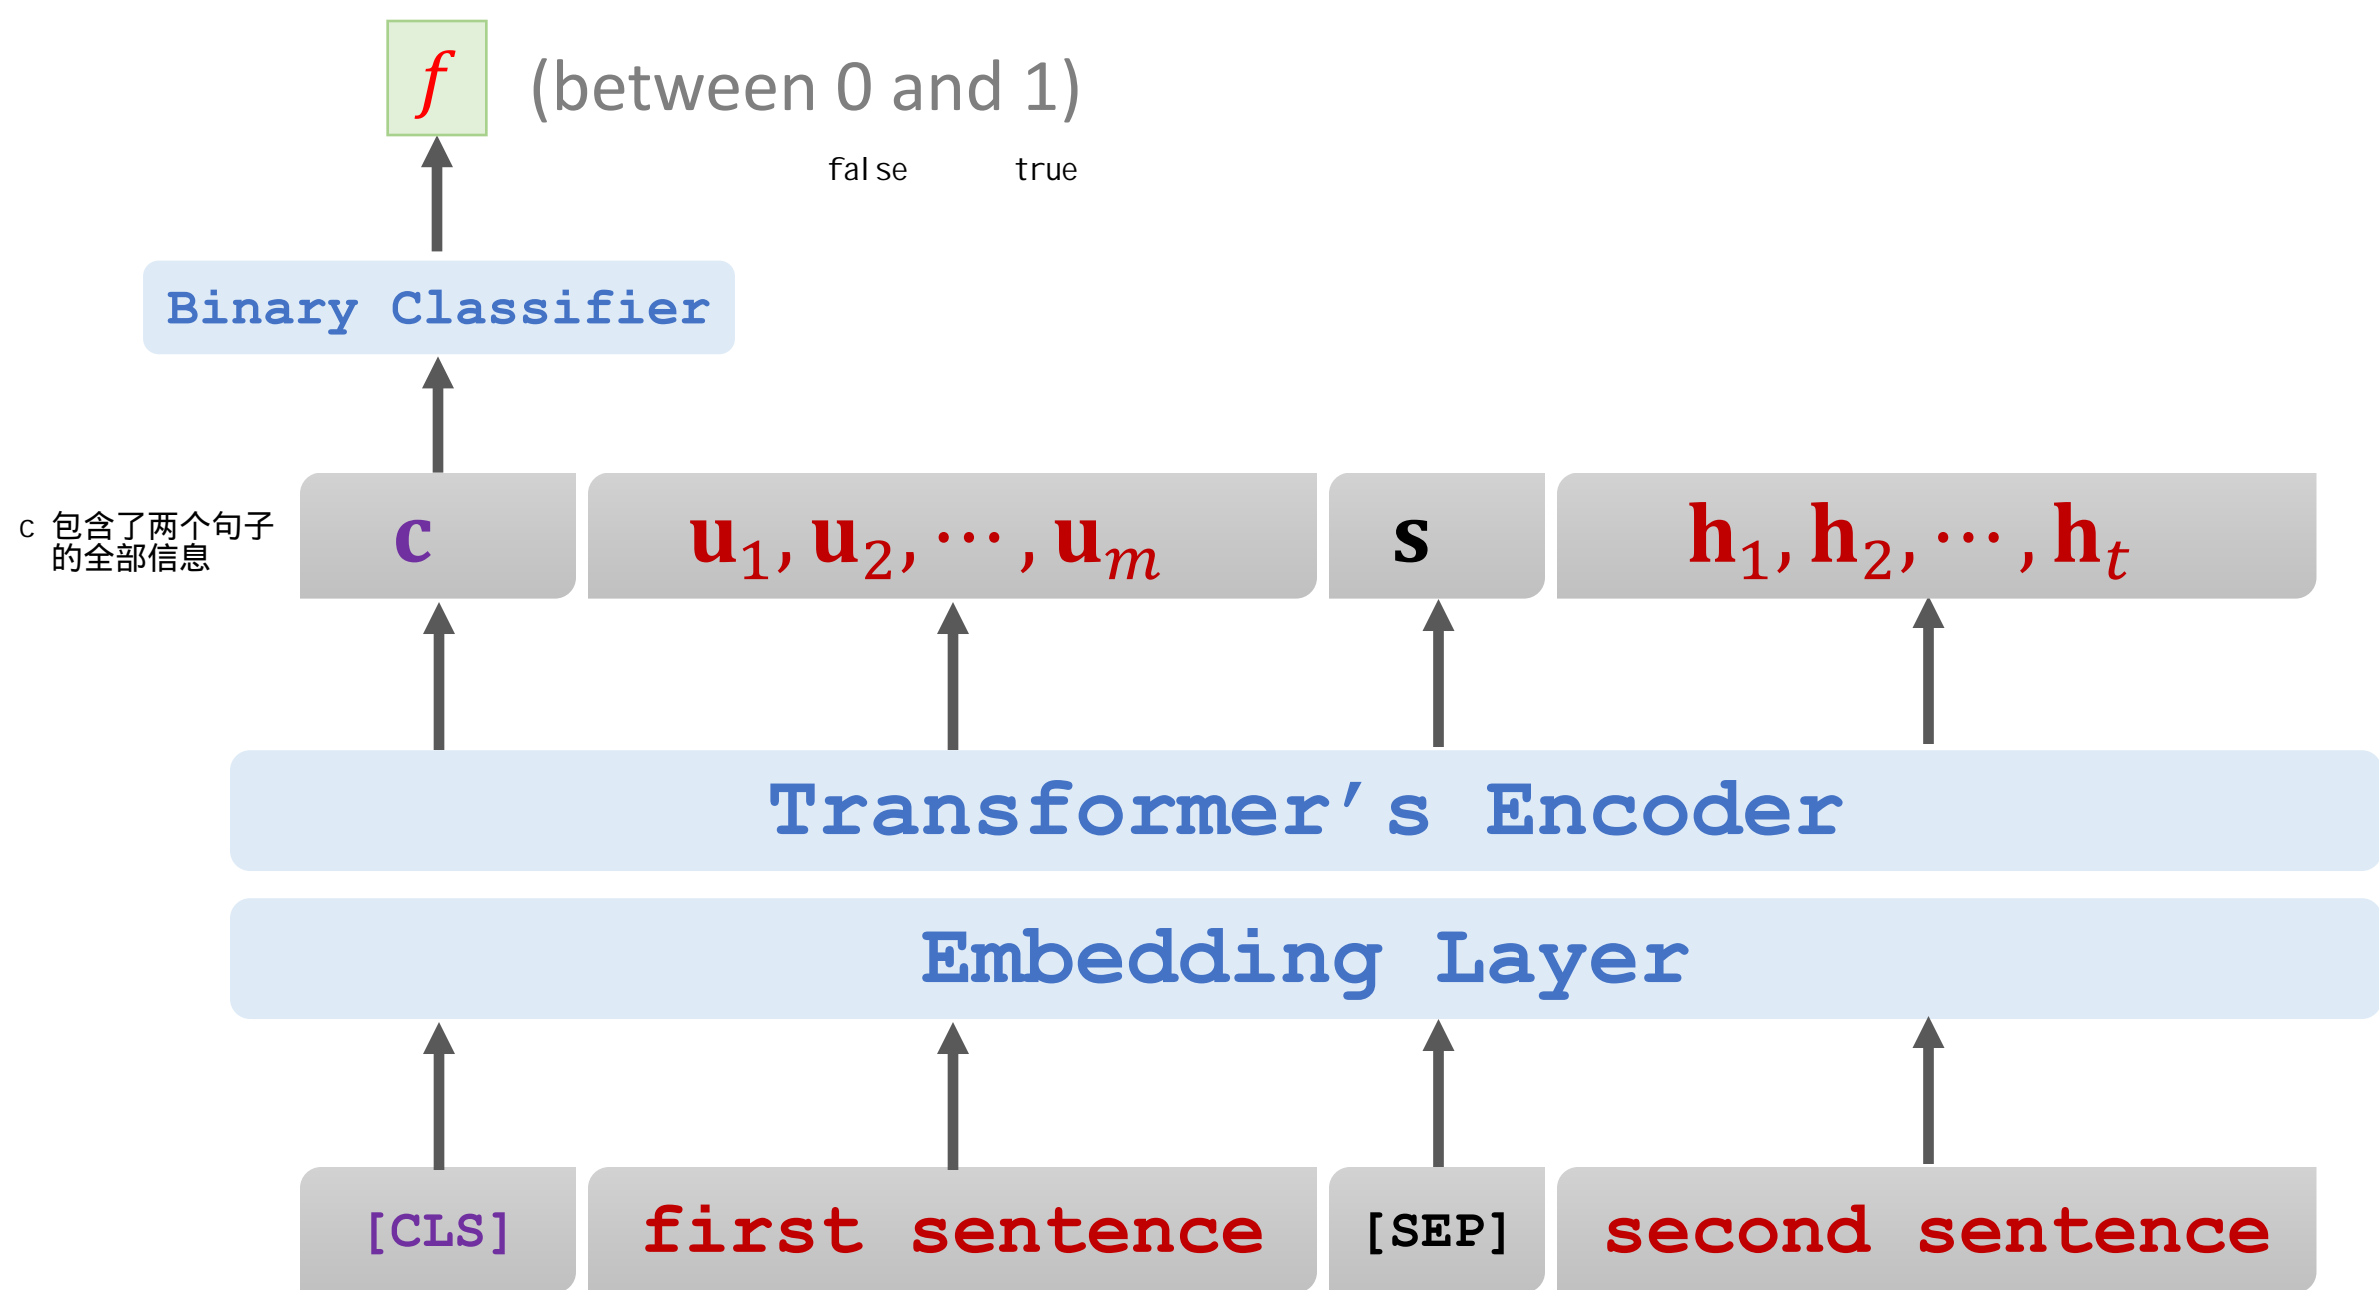 f (between 0 and 1)
false true
Binary Classifier
c 包含了两个句子
的全部信息
c u₁, u₂, ⋯, uₘ s h₁, h₂, ⋯, hₜ
Transformer’s Encoder
Embedding Layer
[CLS] first sentence [SEP] second sentence